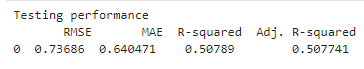 Testing performance
RMSE MAE R-squared Adj. R-squared
0 0.73686 0.640471 0.50789 0.507741